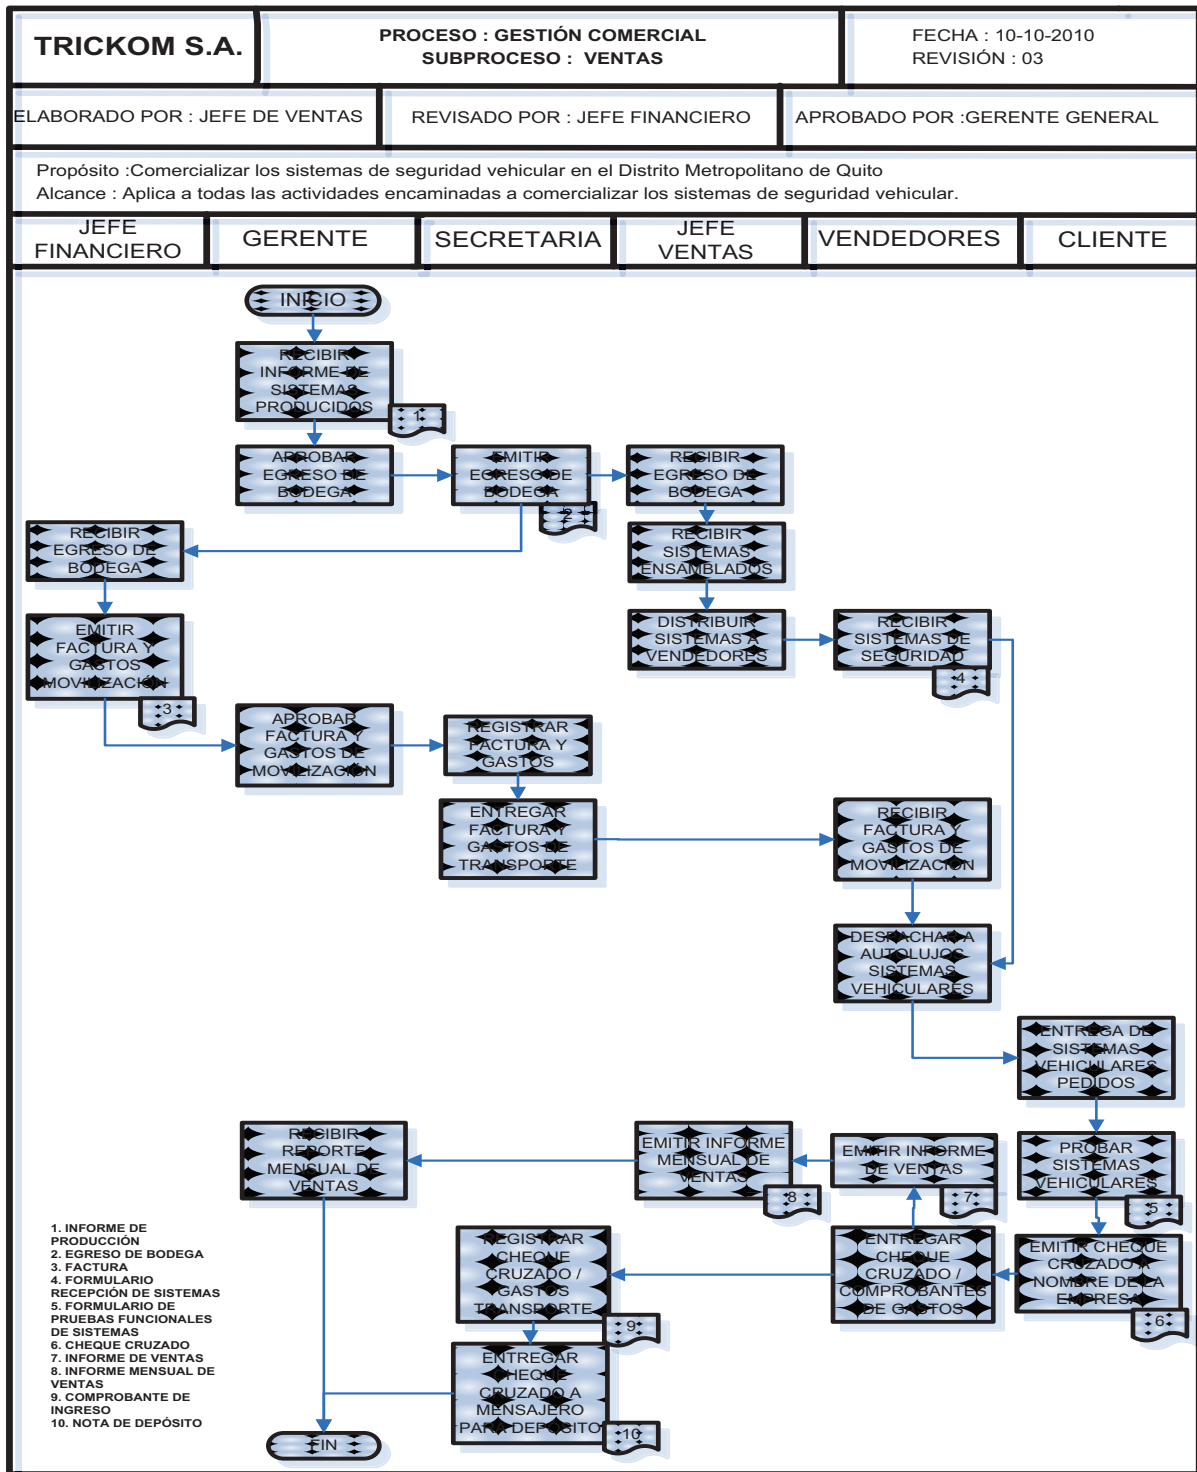 TRICKOM S.A.
PROCESO : GESTIÓN COMERCIAL
SUBPROCESO : VENTAS
FECHA : 10-10-2010
REVISIÓN : 03
ELABORADO POR : JEFE DE VENTAS
REVISADO POR : JEFE FINANCIERO
APROBADO POR :GERENTE GENERAL
Propósito :Comercializar los sistemas de seguridad vehicular en el Distrito Metropolitano de Quito
Alcance : Aplica a todas las actividades encaminadas a comercializar los sistemas de seguridad vehicular.
JEFE
FINANCIERO
GERENTE
SECRETARIA
JEFE
VENTAS
VENDEDORES
CLIENTE
INICIO
RECIBIR
INFORME DE
SISTEMAS
PRODUCIDOS
1
APROBAR
EGRESO DE
BODEGA
EMITIR
EGRESO DE
BODEGA
2
RECIBIR
EGRESO DE
BODEGA
RECIBIR
EGRESO DE
BODEGA
RECIBIR
SISTEMAS
ENSAMBLADOS
EMITIR
FACTURA Y
GASTOS
MOVILIZACIÓN
3
DISTRIBUIR
SISTEMAS A
VENDEDORES
RECIBIR
SISTEMAS DE
SEGURIDAD
4
APROBAR
FACTURA Y
GASTOS DE
MOVILIZACIÓN
REGISTRAR
FACTURA Y
GASTOS
ENTREGAR
FACTURA Y
GASTOS DE
TRANSPORTE
RECIBIR
FACTURA Y
GASTOS DE
MOVILIZACIÓN
DESPACHAR A
AUTOLUJOS
SISTEMAS
VEHICULARES
ENTREGA DE
SISTEMAS
VEHICULARES
PEDIDOS
RECIBIR
REPORTE
MENSUAL DE
VENTAS
EMITIR INFORME
MENSUAL DE
VENTAS
8
EMITIR INFORME
DE VENTAS
7
PROBAR
SISTEMAS
VEHICULARES
5
REGISTRAR
CHEQUE
CRUZADO /
GASTOS
TRANSPORTE
9
ENTREGAR
CHEQUE
CRUZADO /
COMPROBANTES
DE GASTOS
EMITIR CHEQUE
CRUZADO A
NOMBRE DE LA
EMPRESA
6
ENTREGAR
CHEQUE
CRUZADO A
MENSAJERO
PARA DEPÓSITO
10
FIN
1. INFORME DE
PRODUCCIÓN
2. EGRESO DE BODEGA
3. FACTURA
4. FORMULARIO
RECEPCIÓN DE SISTEMAS
5. FORMULARIO DE
PRUEBAS FUNCIONALES
DE SISTEMAS
6. CHEQUE CRUZADO
7. INFORME DE VENTAS
8. INFORME MENSUAL DE
VENTAS
9. COMPROBANTE DE
INGRESO
10. NOTA DE DEPÓSITO